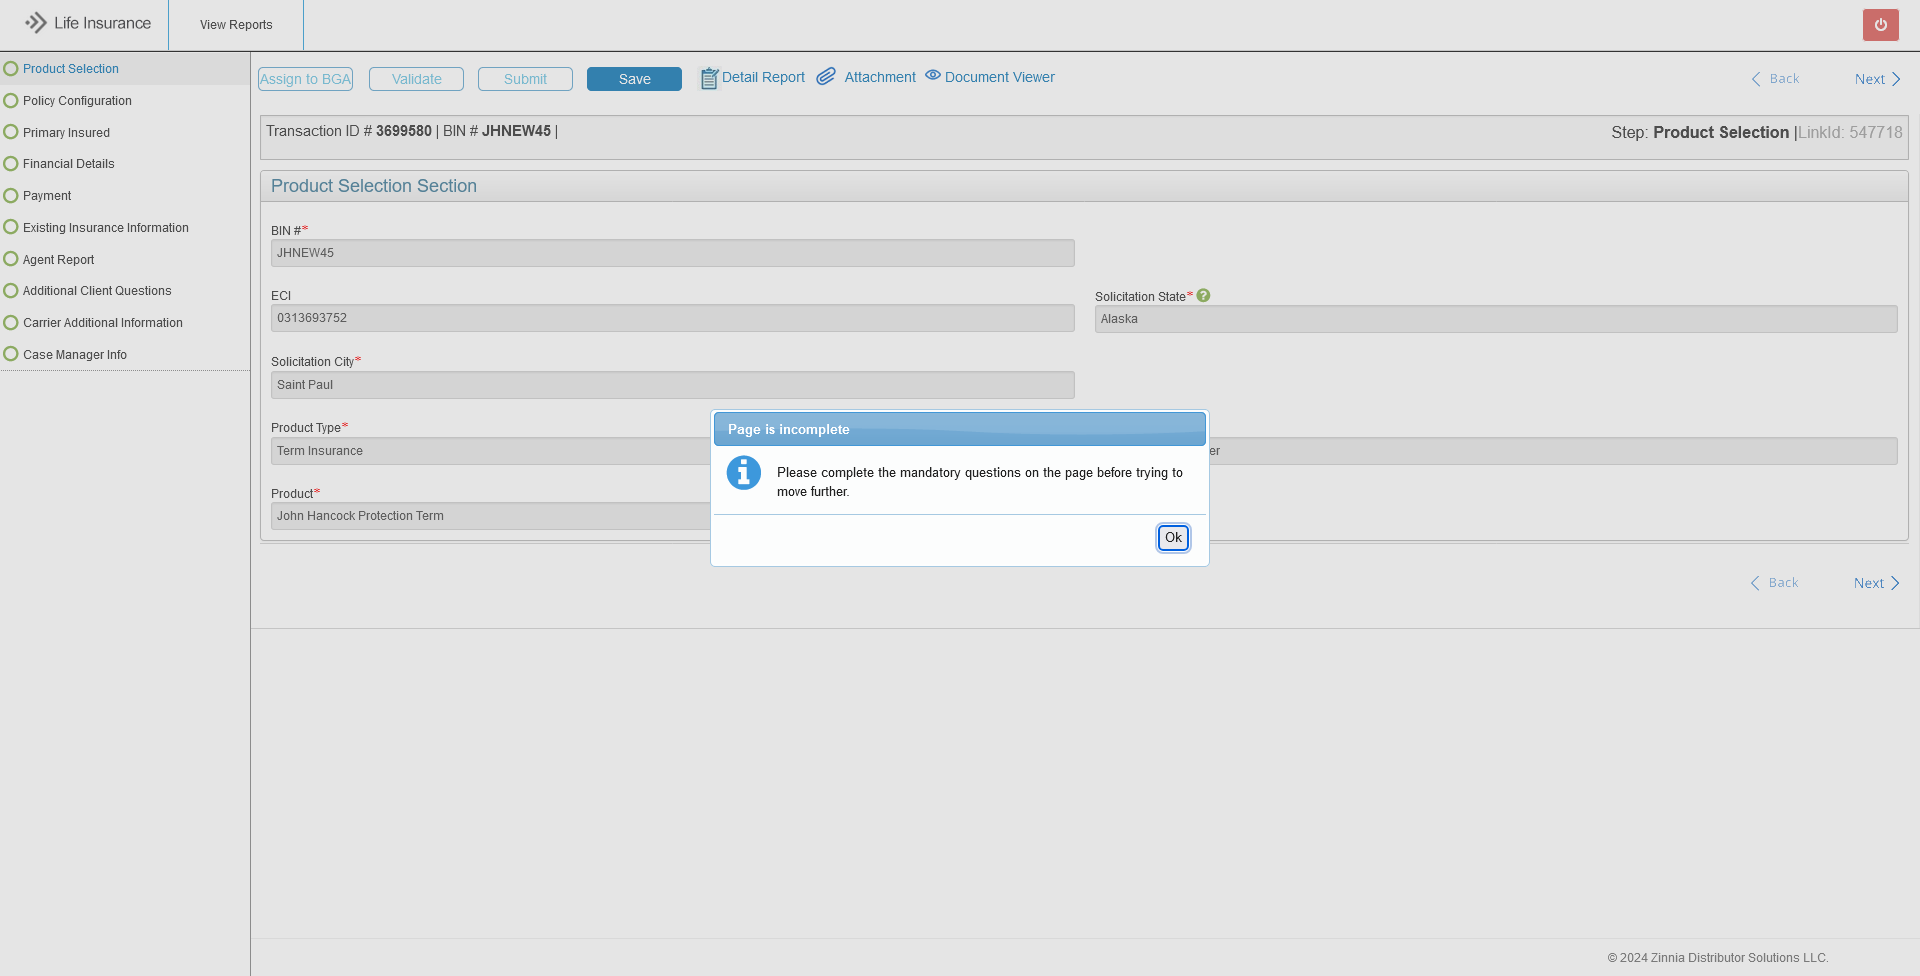 Life Insurance
View Reports
Product Selection
Policy Configuration
Primary Insured
Financial Details
Payment
Existing Insurance Information
Agent Report
Additional Client Questions
Carrier Additional Information
Case Manager Info
Assign to BGA Validate Submit Save Detail Report Attachment Document Viewer Back Next
Transaction ID # 3699580 | BIN # JHNEW45 |
Step: Product Selection |LinkId: 547718
Product Selection Section
BIN #*
JHNEW45
ECI
0313693752
Solicitation State* ?
Alaska
Solicitation City*
Saint Paul
Product Type*
Term Insurance
er
Product*
John Hancock Protection Term
Page is incomplete
Please complete the mandatory questions on the page before trying to
move further.
Ok
Back Next
© 2024 Zinnia Distributor Solutions LLC.